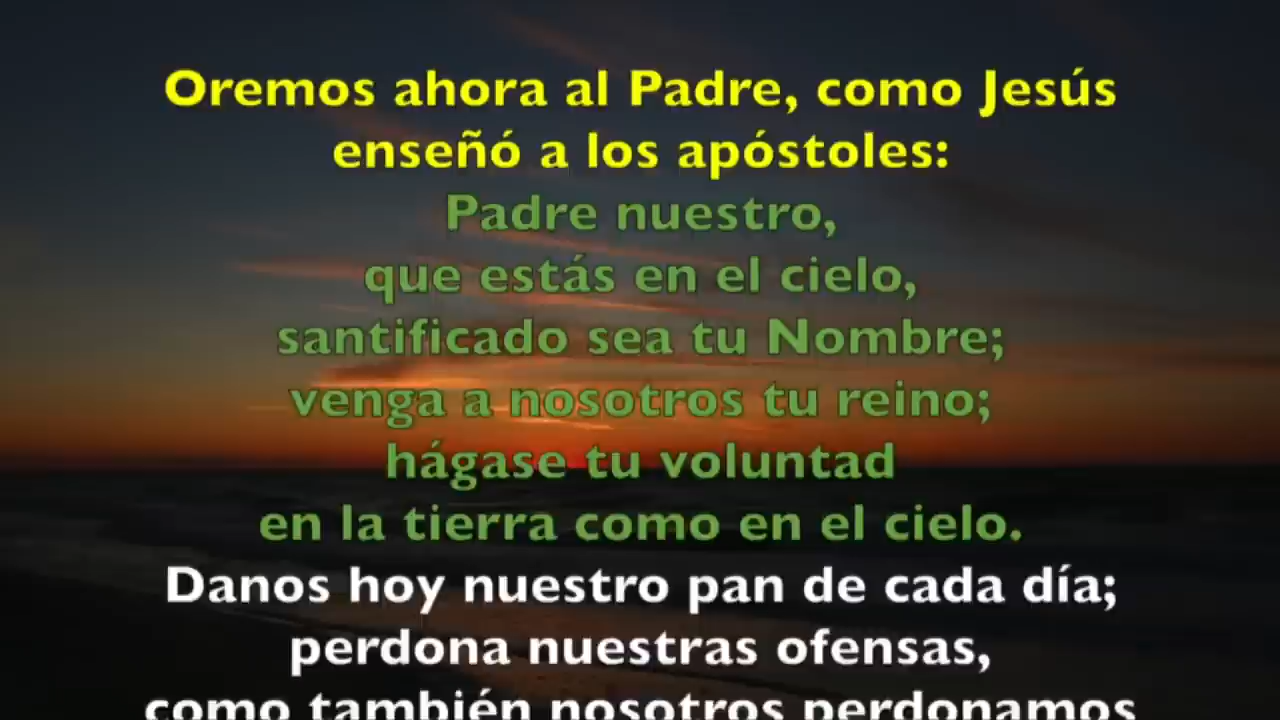 Oremos ahora al Padre, como Jesús
enseñó a los apóstoles:
Padre nuestro,
que estás en el cielo,
santificado sea tu Nombre;
venga a nosotros tu reino;
hágase tu voluntad
en la tierra como en el cielo.
Danos hoy nuestro pan de cada día;
perdona nuestras ofensas,
como también nosotros perdonamos